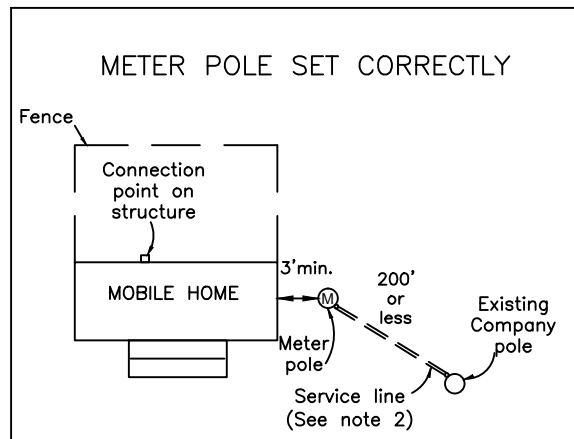 METER POLE SET CORRECTLY
Fence
Connection
point on
structure
3'min.
200'
or
less
MOBILE HOME
M
Existing
Company
pole
Meter
pole
Service line
(See note 2)